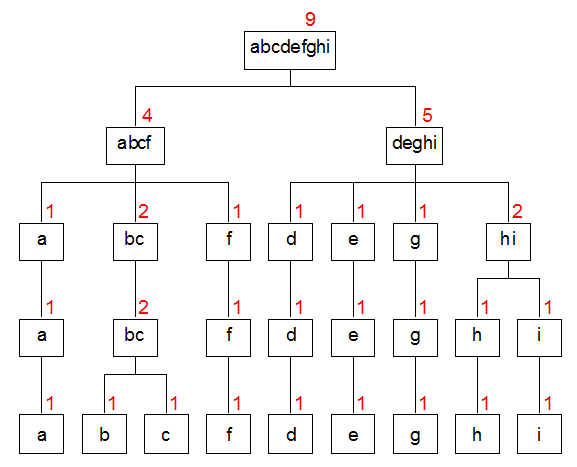 9
abcdefghi
4 5
abcf deghi
1 2 1 1 1 1 2
a bc f d e g hi
1 2 1 1 1 1 1 1
a bc f d e g h i
1 1 1 1 1 1 1 1 1
a b c f d e g h i